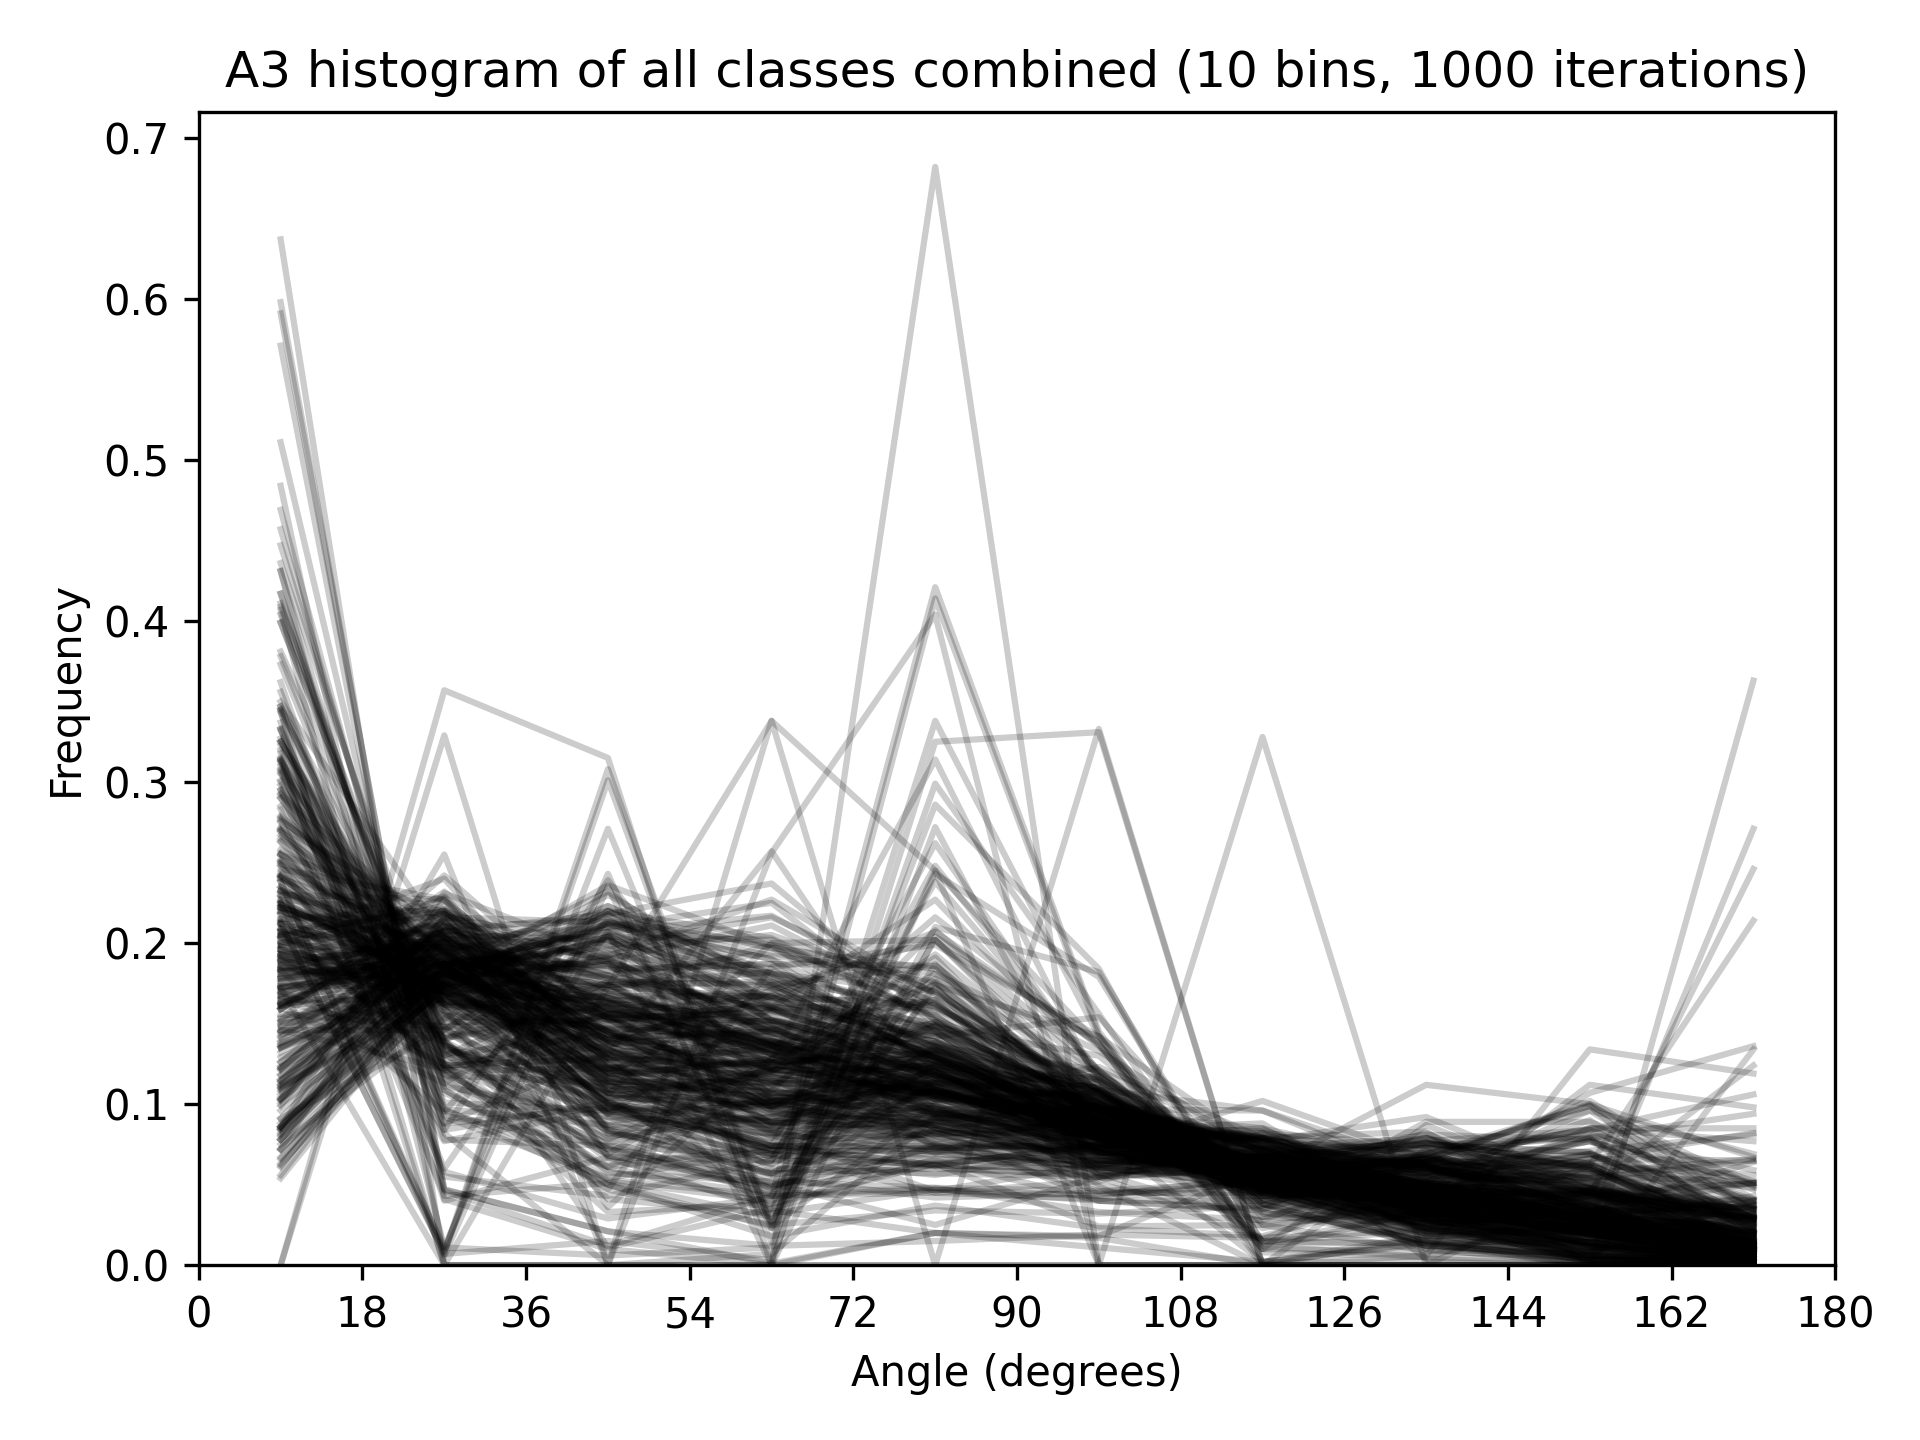 A3 histogram of all classes combined (10 bins, 1000 iterations)
0.7
0.6
0.5
0.4
0.3
0.2
0.1
0.0
Frequency
0 18 36 54 72 90 108 126 144 162 180
Angle (degrees)